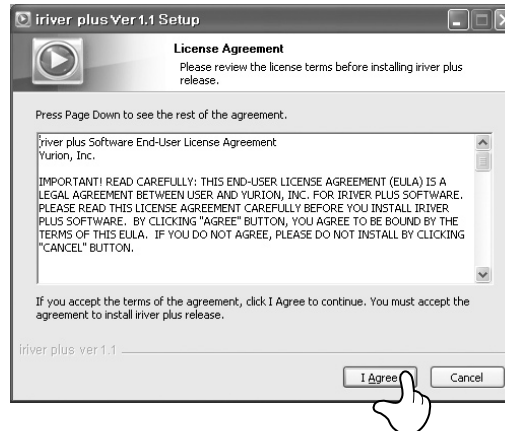 iriver plus Ver 1.1 Setup
License Agreement
Please review the license terms before installing iriver plus
release.
Press Page Down to see the rest of the agreement.
iriver plus Software End-User License Agreement
Yurion, Inc.
IMPORTANT! READ CAREFULLY: THIS END-USER LICENSE AGREEMENT (EULA) IS A
LEGAL AGREEMENT BETWEEN USER AND YURION, INC. FOR IRIVER PLUS SOFTWARE.
PLEASE READ THIS LICENSE AGREEMENT CAREFULLY BEFORE YOU INSTALL IRIVER
PLUS SOFTWARE. BY CLICKING "AGREE" BUTTON, YOU AGREE TO BE BOUND BY THE
TERMS OF THIS EULA. IF YOU DO NOT AGREE, PLEASE DO NOT INSTALL BY CLICKING
"CANCEL" BUTTON.
If you accept the terms of the agreement, click I Agree to continue. You must accept the
agreement to install iriver plus release.
iriver plus ver 1.1
I Agree
Cancel